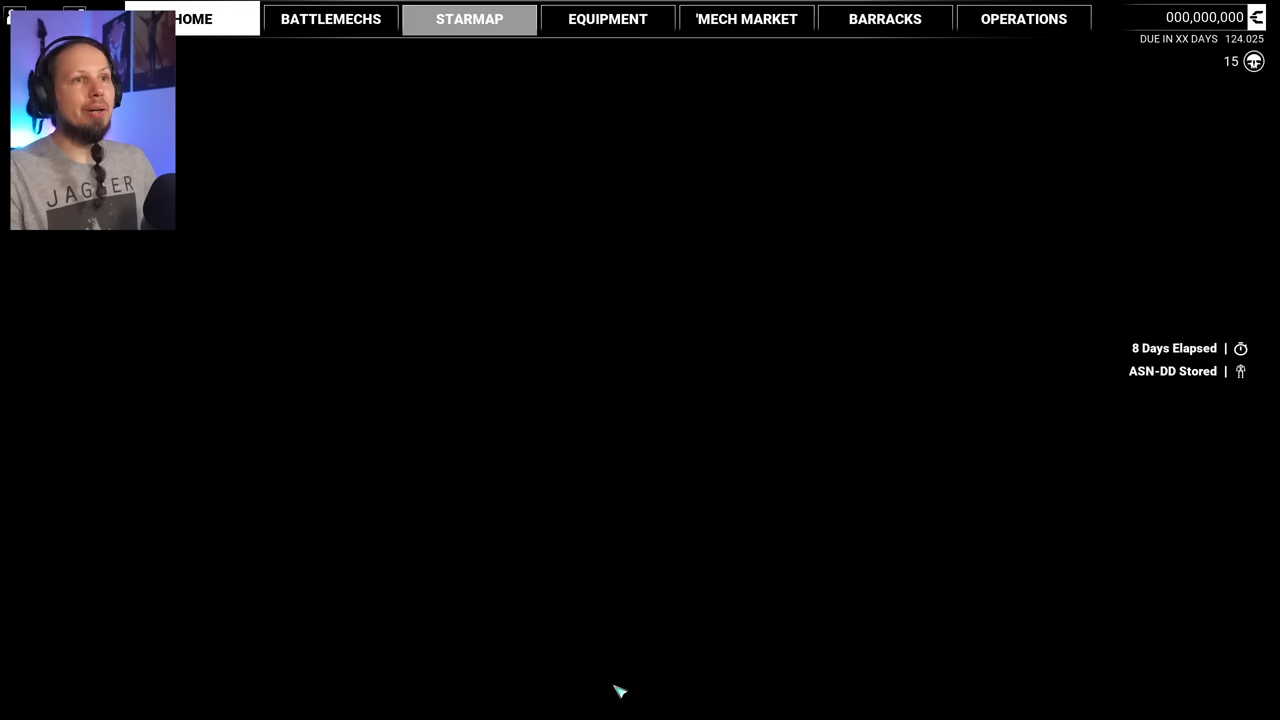 HOME
BATTLEMECHS
STARMAP
EQUIPMENT
'MECH MARKET
BARRACKS
OPERATIONS
000,000,000
DUE IN XX DAYS 124.025
15
JAGGER
8 Days Elapsed |
ASN-DD Stored |